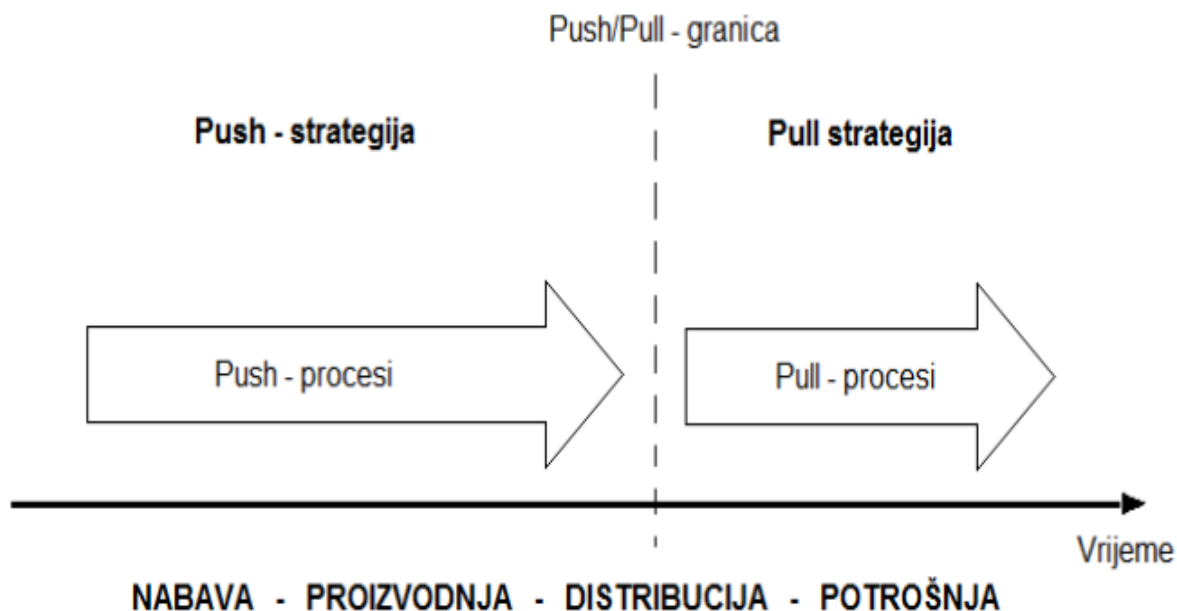 Push/Pull - granica
Push - strategija
Pull strategija
Push - procesi
Pull - procesi
Vrijeme
NABAVA - PROIZVODNJA - DISTRIBUCIJA - POTROŠNJA